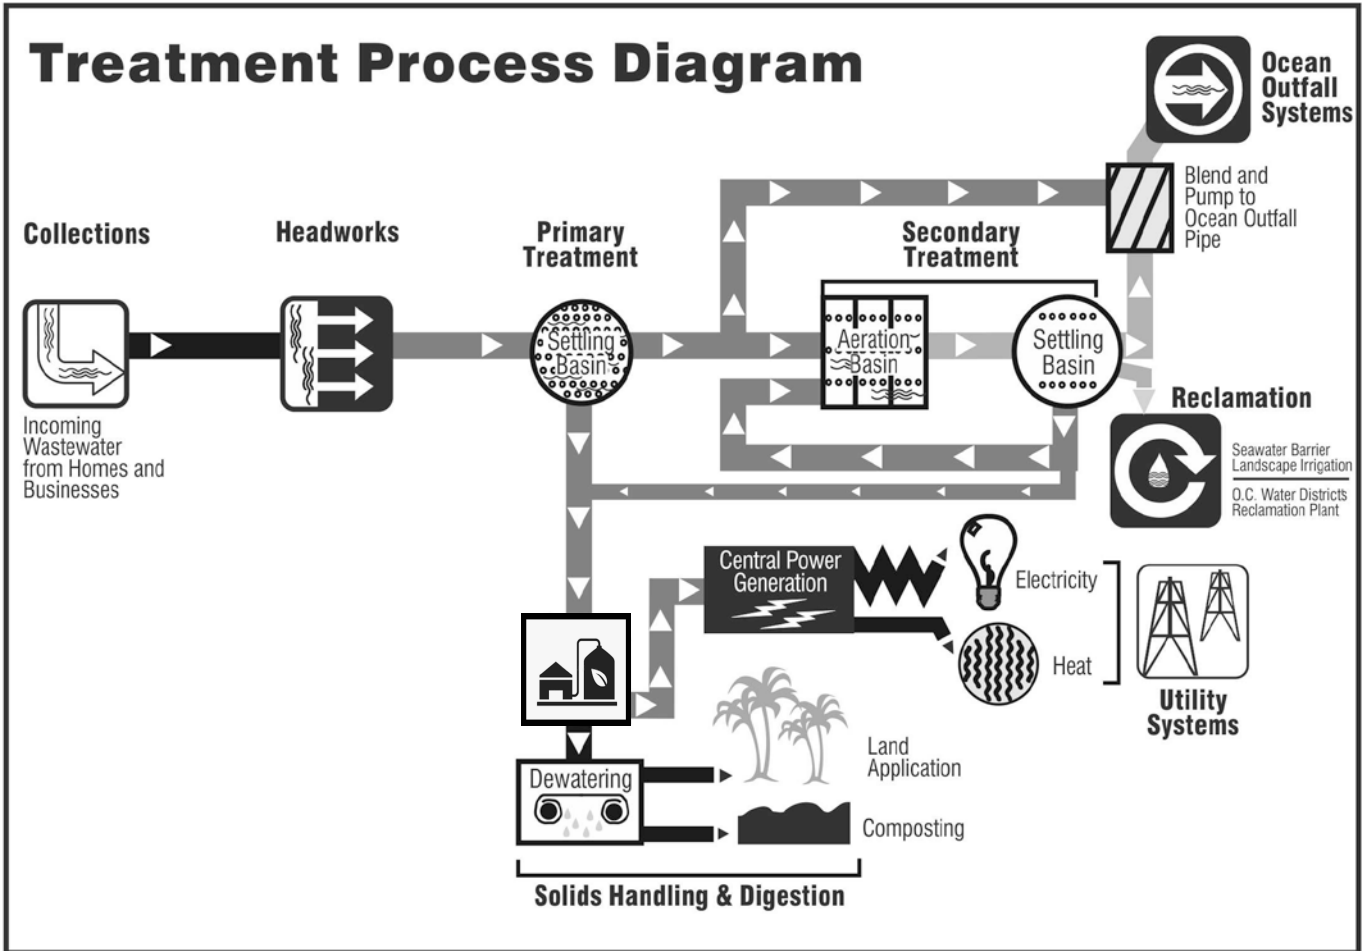 Treatment Process Diagram
Ocean
Outfall
Systems
Blend and
Pump to
Ocean Outfall
Pipe
Collections
Headworks
Primary
Treatment
Secondary
Treatment
Settling
Basin
Aeration
Basin
Settling
Basin
Incoming
Wastewater
from Homes and
Businesses
Reclamation
Seawater Barrier
Landscape Irrigation
O.C. Water Districts
Reclamation Plant
Central Power
Generation
Electricity
Heat
Utility
Systems
Land
Application
Dewatering
Composting
Solids Handling & Digestion